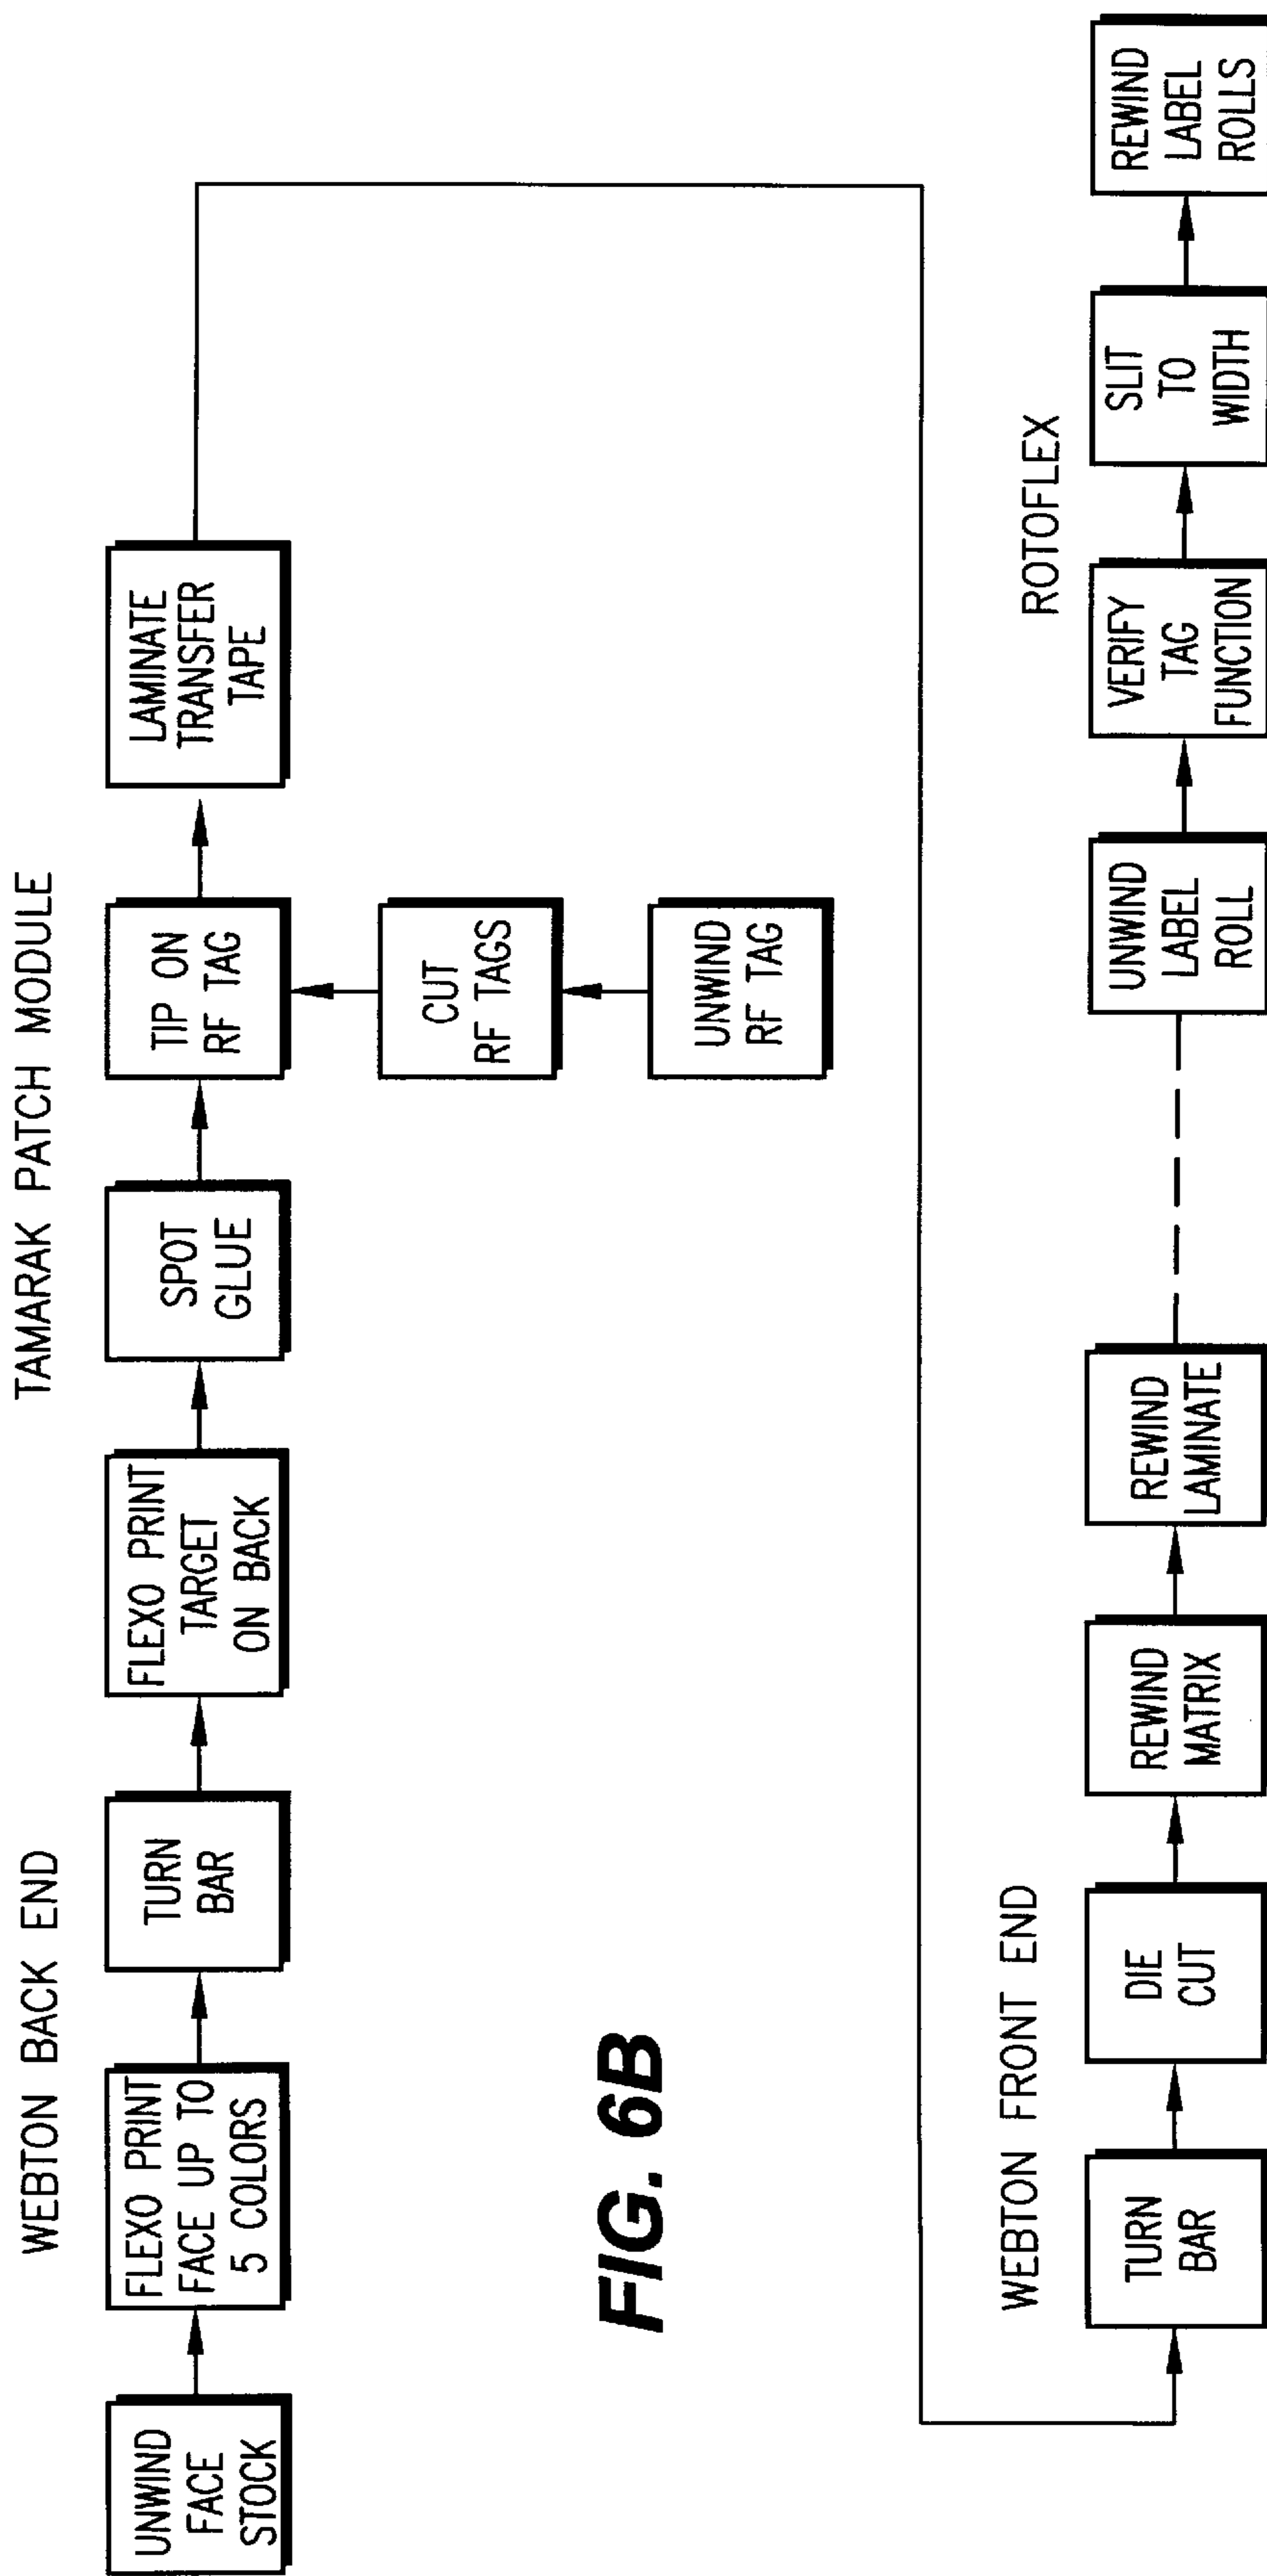 WEBTON BACK END
TAMARAK PATCH MODULE
UNWIND
FACE
STOCK
FLEXO PRINT
FACE UP TO
5 COLORS
TURN
BAR
FLEXO PRINT
TARGET
ON BACK
SPOT
GLUE
TIP ON
RF TAG
LAMINATE
TRANSFER
TAPE
CUT
RF TAGS
UNWIND
RF TAG
FIG. 6B
WEBTON FRONT END
ROTOFLEX
TURN
BAR
DIE
CUT
REWIND
MATRIX
REWIND
LAMINATE
UNWIND
LABEL
ROLL
VERIFY
TAG
FUNCTION
SLIT
TO
WIDTH
REWIND
LABEL
ROLLS